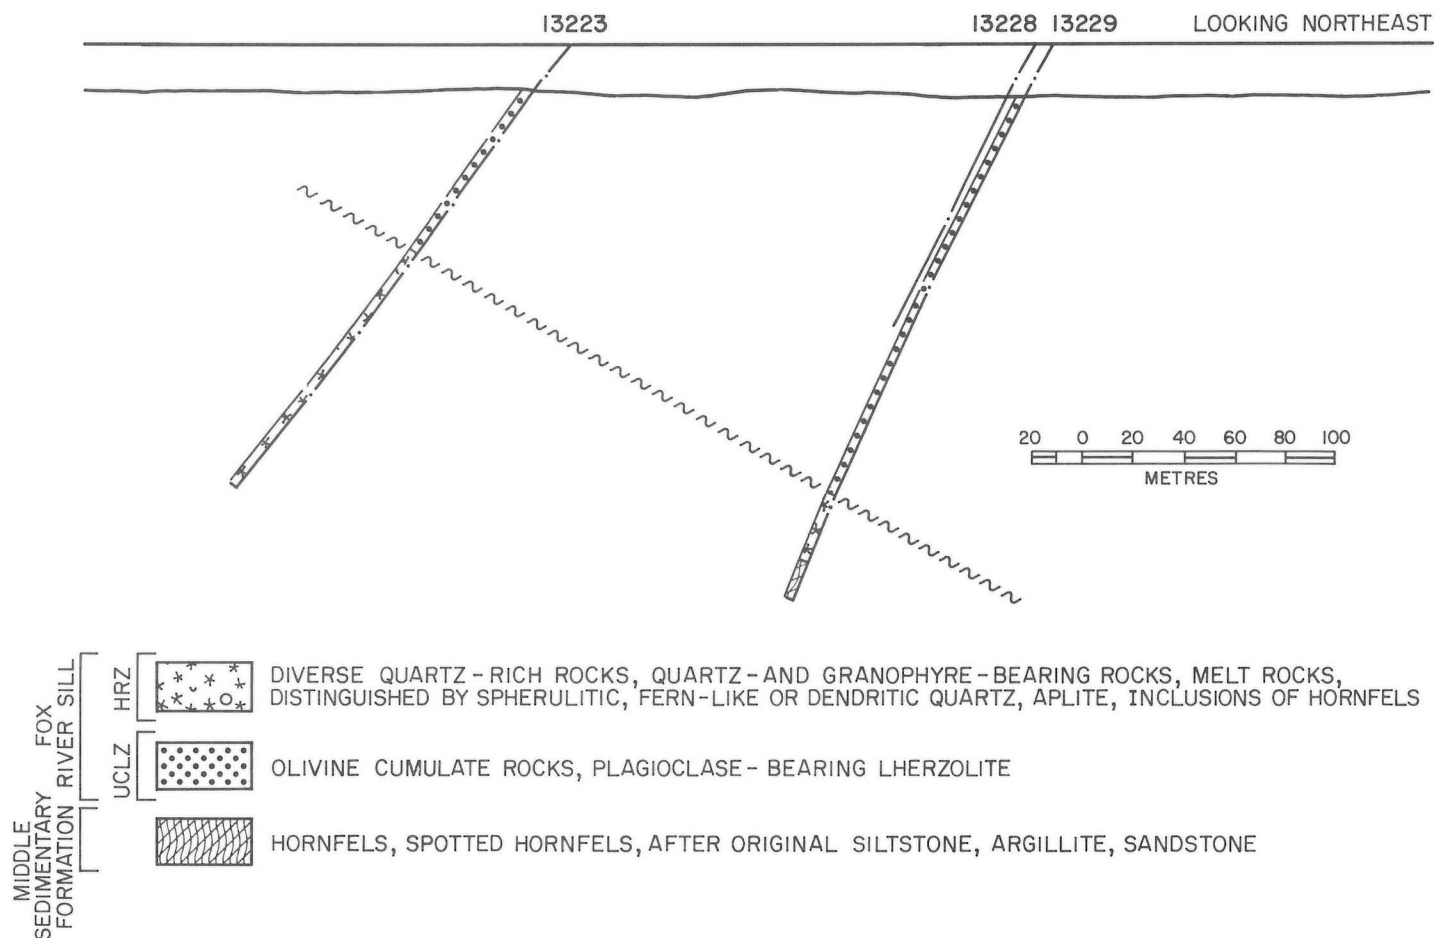 13223
13228 13229
LOOKING NORTHEAST
20 0 20 40 60 80 100
METRES
FOX
RIVER SILL
HRZ
DIVERSE QUARTZ-RICH ROCKS, QUARTZ-AND GRANOPHYRE-BEARING ROCKS, MELT ROCKS,
DISTINGUISHED BY SPHERULITIC, FERN-LIKE OR DENDRITIC QUARTZ, APLITE, INCLUSIONS OF HORNFELS
UCLZ
OLIVINE CUMULATE ROCKS, PLAGIOCLASE-BEARING LHERZOLITE
MIDDLE
SEDIMENTARY
FORMATION
HORNFELS, SPOTTED HORNFELS, AFTER ORIGINAL SILTSTONE, ARGILLITE, SANDSTONE